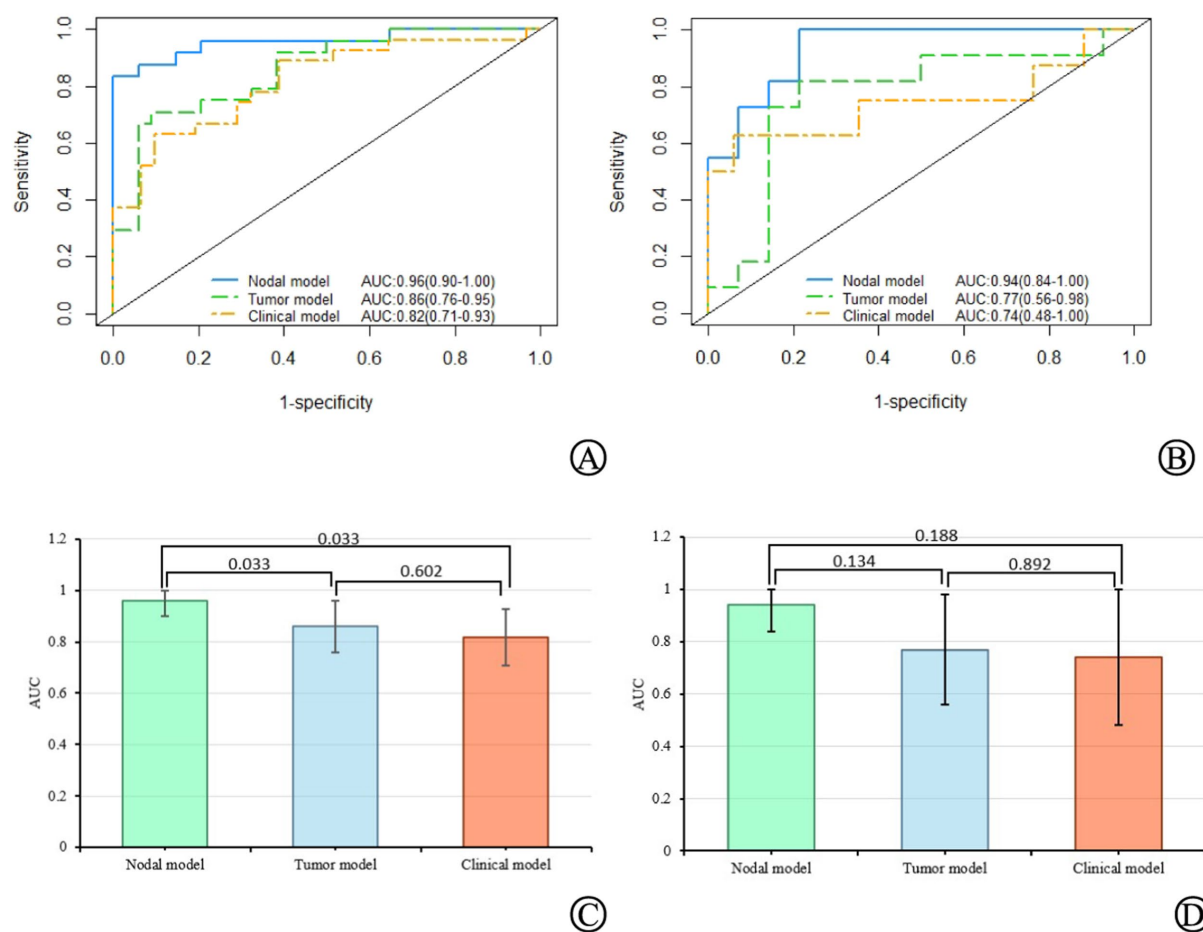 1.0
0.8
0.6
0.4
0.2
0.0
Sensitivity
Nodal model AUC:0.96(0.90-1.00)
Tumor model AUC:0.86(0.76-0.95)
Clinical model AUC:0.82(0.71-0.93)
0.0 0.2 0.4 0.6 0.8 1.0
1-specificity
A
1.0
0.8
0.6
0.4
0.2
0.0
Sensitivity
Nodal model AUC:0.94(0.84-1.00)
Tumor model AUC:0.77(0.56-0.98)
Clinical model AUC:0.74(0.48-1.00)
0.0 0.2 0.4 0.6 0.8 1.0
1-specificity
B
1.2
1
0.8
0.6
0.4
0.2
0
AUC
0.033
0.033 0.602
Nodal model Tumor model Clinical model
C
1.2
1
0.8
0.6
0.4
0.2
0
AUC
0.188
0.134 0.892
Nodal model Tumor model Clinical model
D